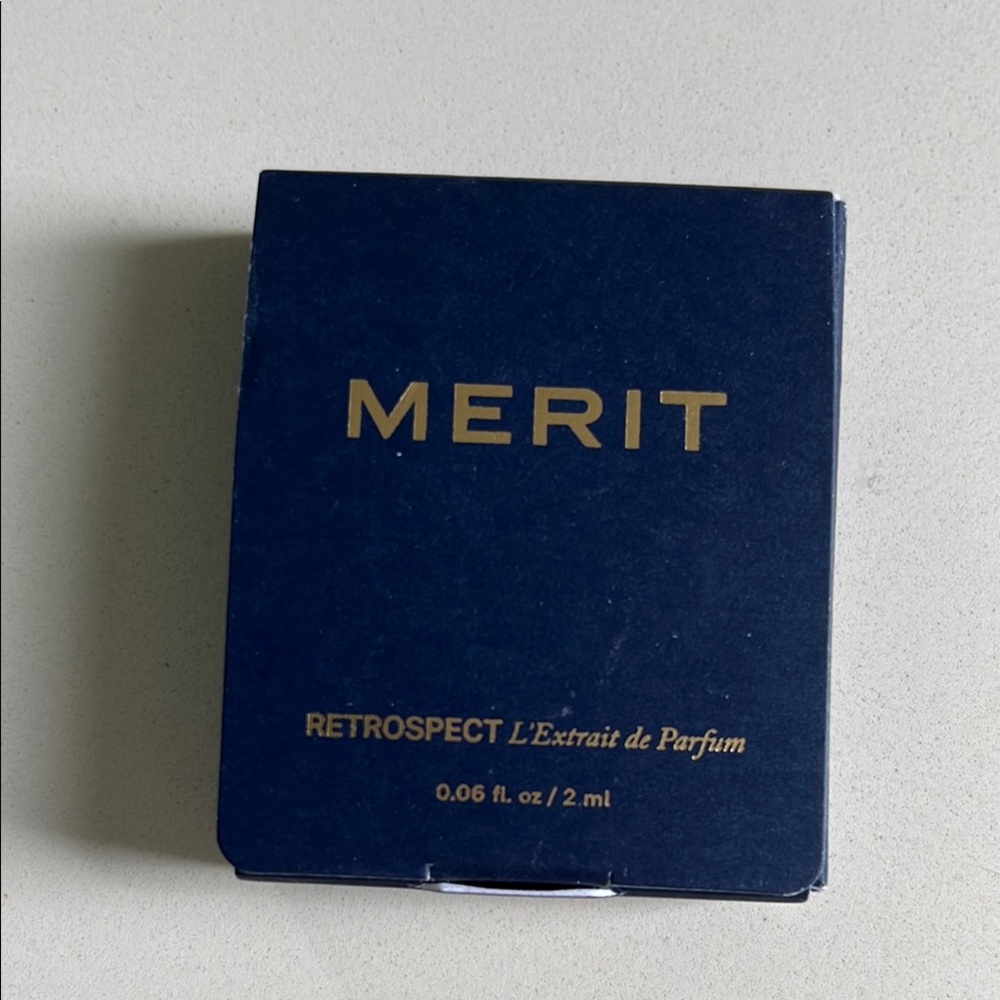 MERIT
RETROSPECT L'Extrait de Parfum
0.06 fl. oz / 2 ml